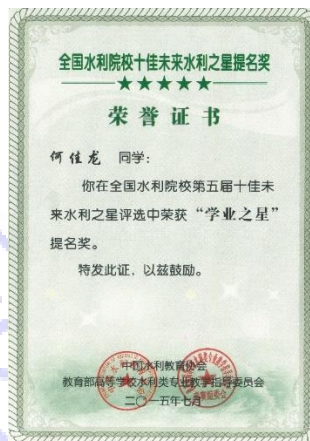 全国水利院校十佳未来水利之星提名奖
★★★★★
荣誉证书
何佳龙 同学:
你在全国水利院校第五届十佳未
来水利之星评选中荣获“学业之星”
提名奖。
特发此证，以兹鼓励。
中国水利教育协会
教育部高等学校水利类专业教学指导委员会
二〇一五年七月